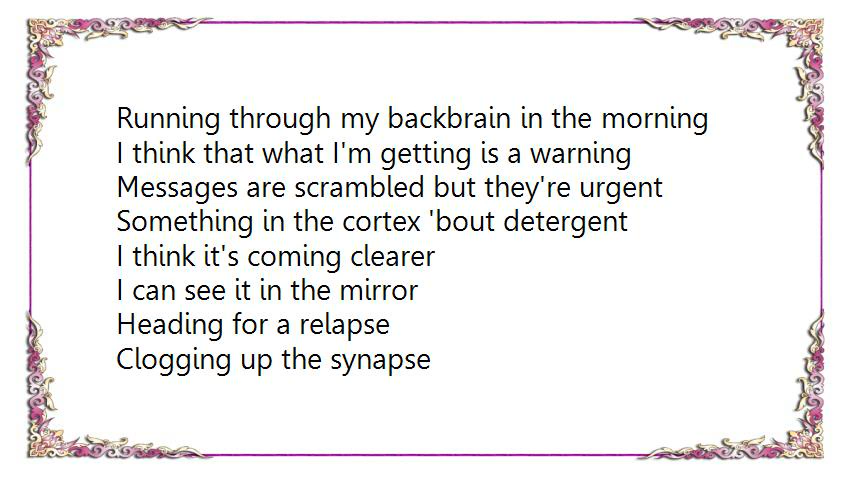 Running through my backbrain in the morning
I think that what I'm getting is a warning
Messages are scrambled but they're urgent
Something in the cortex 'bout detergent
I think it's coming clearer
I can see it in the mirror
Heading for a relapse
Clogging up the synapse